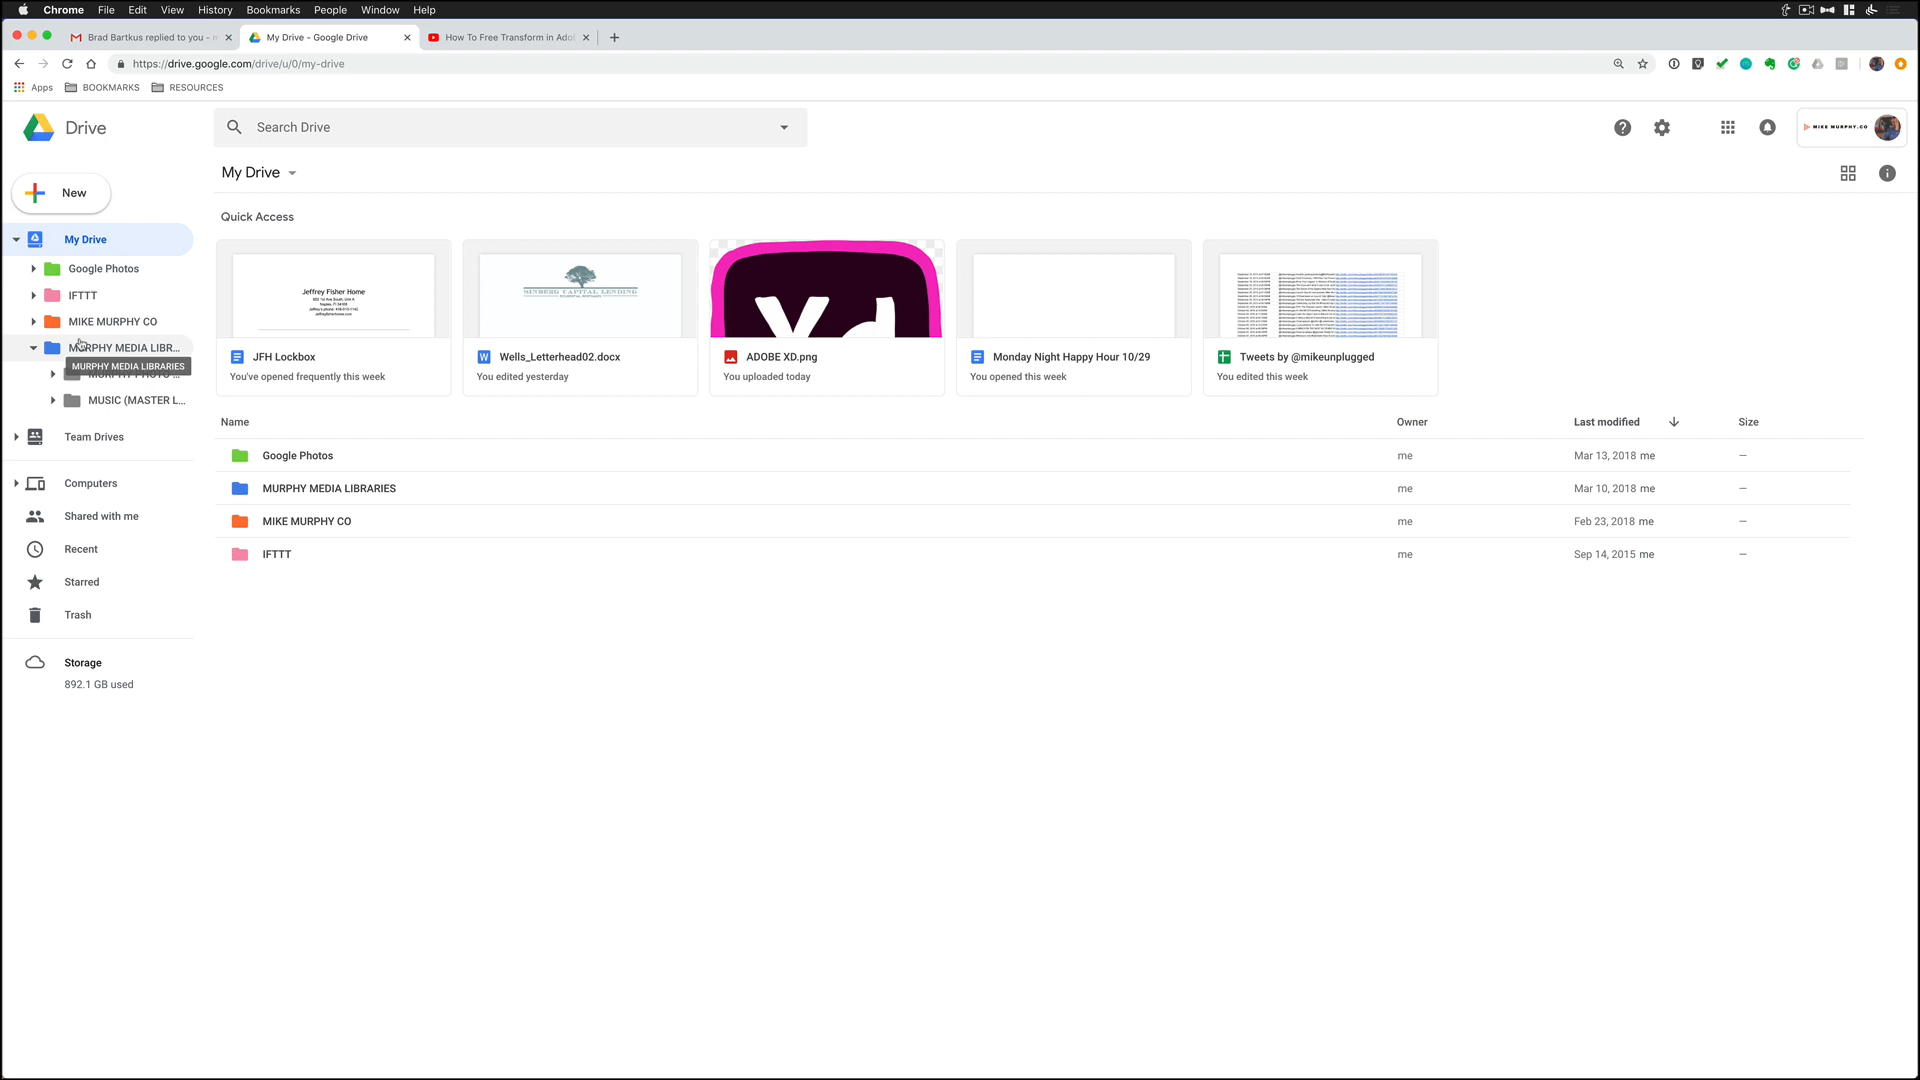 Chrome File Edit View History Bookmarks People Window Help
Brad Bartkus replied to you -
My Drive - Google Drive
How To Free Transform in Ado
https://drive.google.com/drive/u/0/my-drive
Apps BOOKMARKS RESOURCES
Drive
Search Drive
MIKE MURPHY.CO
My Drive
New
Quick Access
My Drive
Google Photos
IFTTT
MIKE MURPHY CO
MURPHY MEDIA LIBR...
MURPHY MEDIA LIBRARIES
MUSIC (MASTER L...
Team Drives
Computers
Shared with me
Recent
Starred
Trash
Storage
892.1 GB used
Jeffrey Fisher Home
JFH Lockbox
You've opened frequently this week
SINBERG CAPITAL LENDING
Wells_Letterhead02.docx
You edited yesterday
Xd
ADOBE XD.png
You uploaded today
Monday Night Happy Hour 10/29
You opened this week
Tweets by @mikeunplugged
You edited this week
Name Owner Last modified Size
Google Photos me Mar 13, 2018 me —
MURPHY MEDIA LIBRARIES me Mar 10, 2018 me —
MIKE MURPHY CO me Feb 23, 2018 me —
IFTTT me Sep 14, 2015 me —